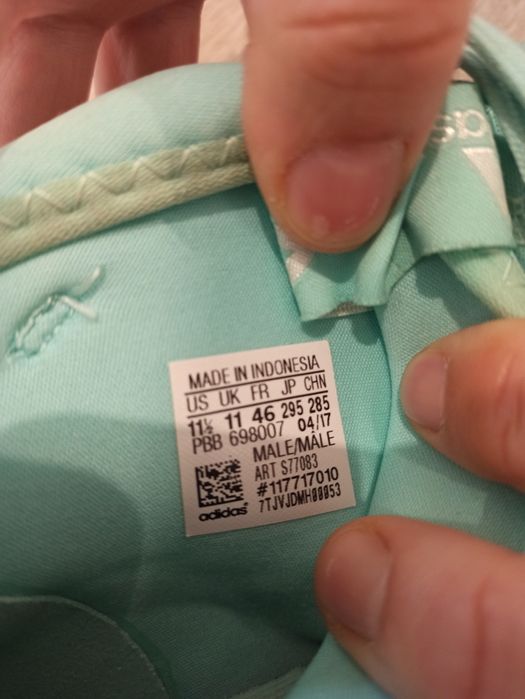 MADE IN INDONESIA
US UK FR JP CHN
11½ 11 46 295 285
PBB 698007 04/17
MALE/MÂLE
ART S77083
#117717010
7TJVJDMH00053
adidas